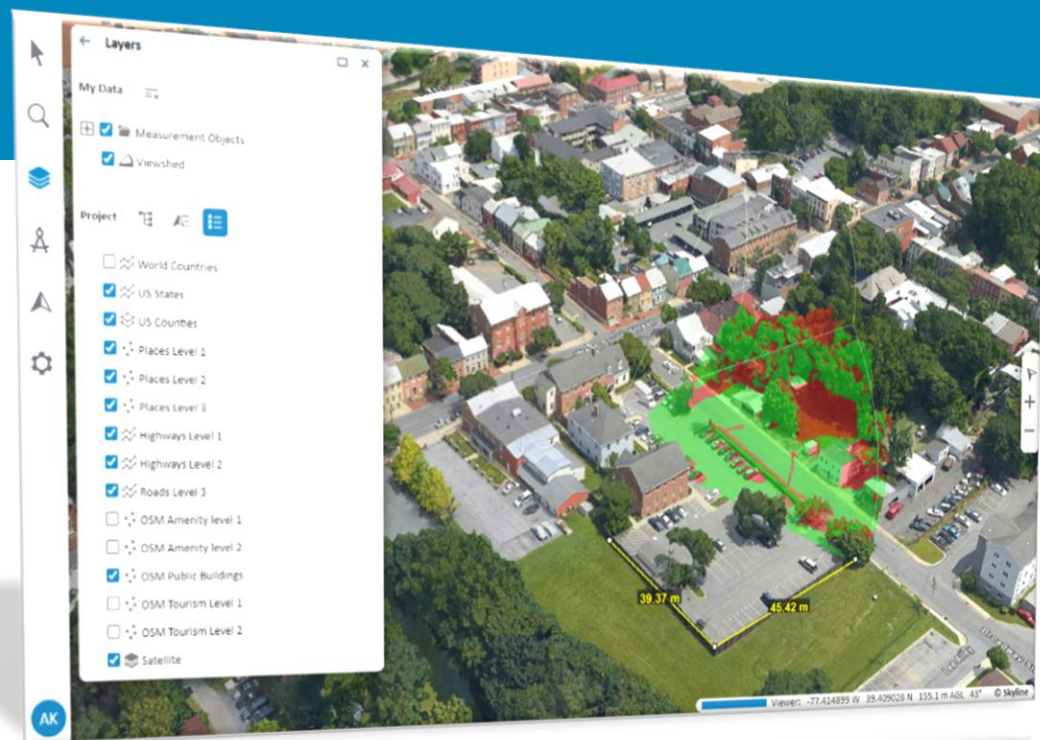 Layers
My Data
Measurement Objects
Viewshed
Project
World Countries
US States
US Counties
Places Level 1
Places Level 2
Places Level 3
Highways Level 1
Highways Level 2
Roads Level 3
OSM Amenity level 1
OSM Amenity level 2
OSM Public Buildings
OSM Tourism Level 1
OSM Tourism Level 2
Satellite
AK
39.37 m
45.42 m
Viewer: -77.414899 W 39.409026 N 155.1 m AGL 43° © Skyline